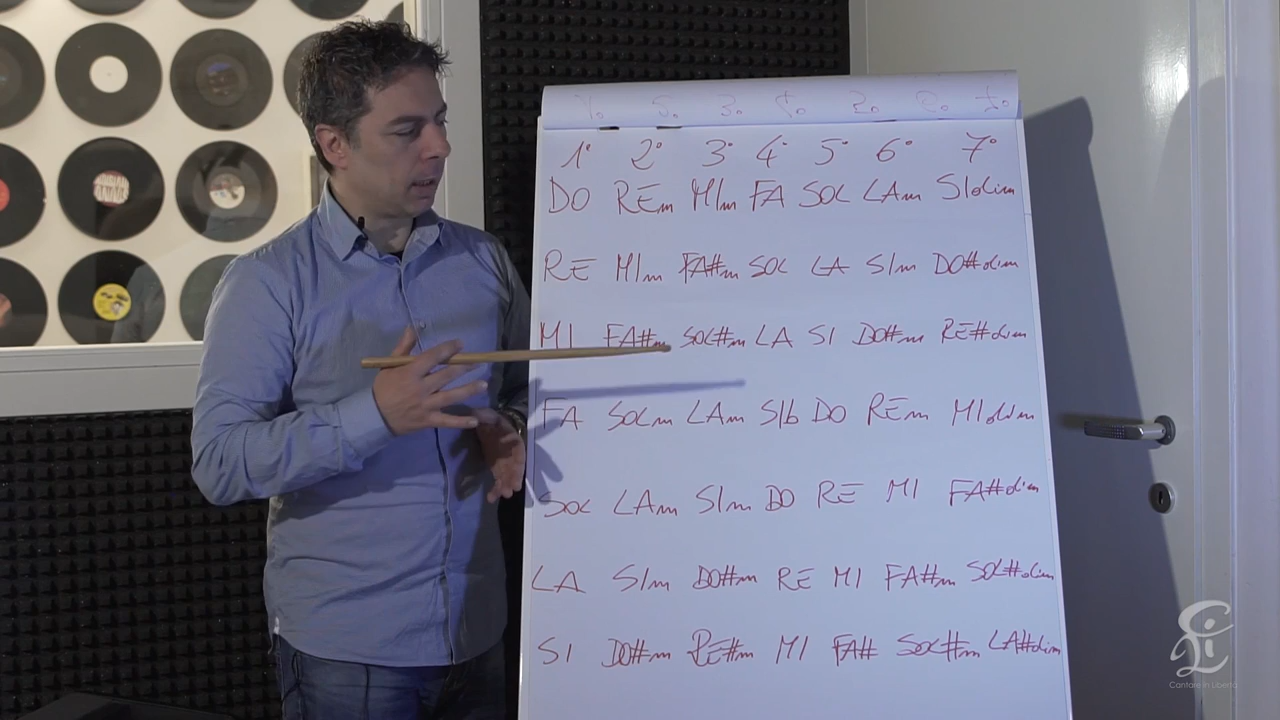 1° 2° 3° 4° 5° 6° 7°
DO REm MIm FA SOL LAm SIdim
RE MIm FA#m SOL LA SIm DO#dim
MI FA#m SOL#m LA SI DO#m RE#dim
FA SOLm LAm SIb DO REm MIdim
SOL LAm SIm DO RE MI FA#dim
LA SIm DO#m RE MI FA#m SOL#dim
SI DO#m RE#m MI FA# SOL#m LA#dim
Cantare in Libertà